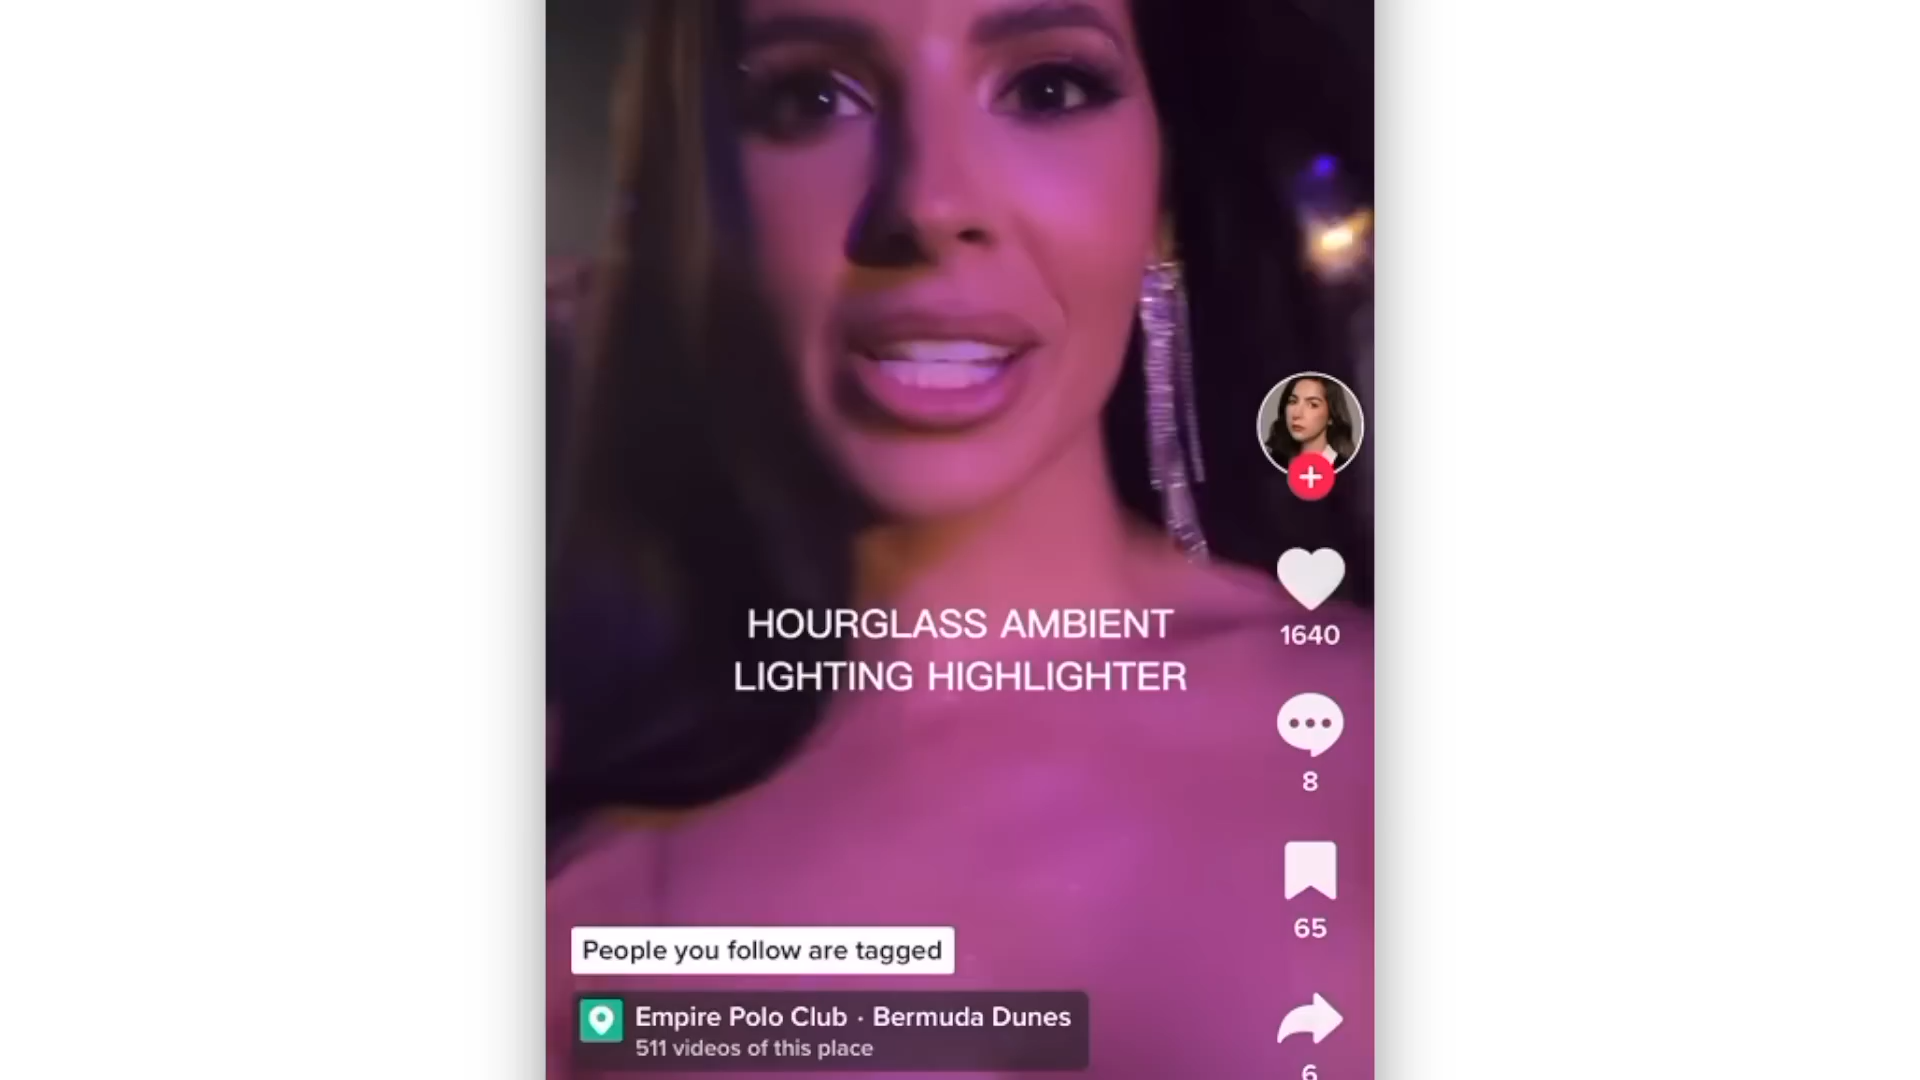 HOURGLASS AMBIENT
LIGHTING HIGHLIGHTER
1640
8
65
People you follow are tagged
Empire Polo Club · Bermuda Dunes
511 videos of this place
6